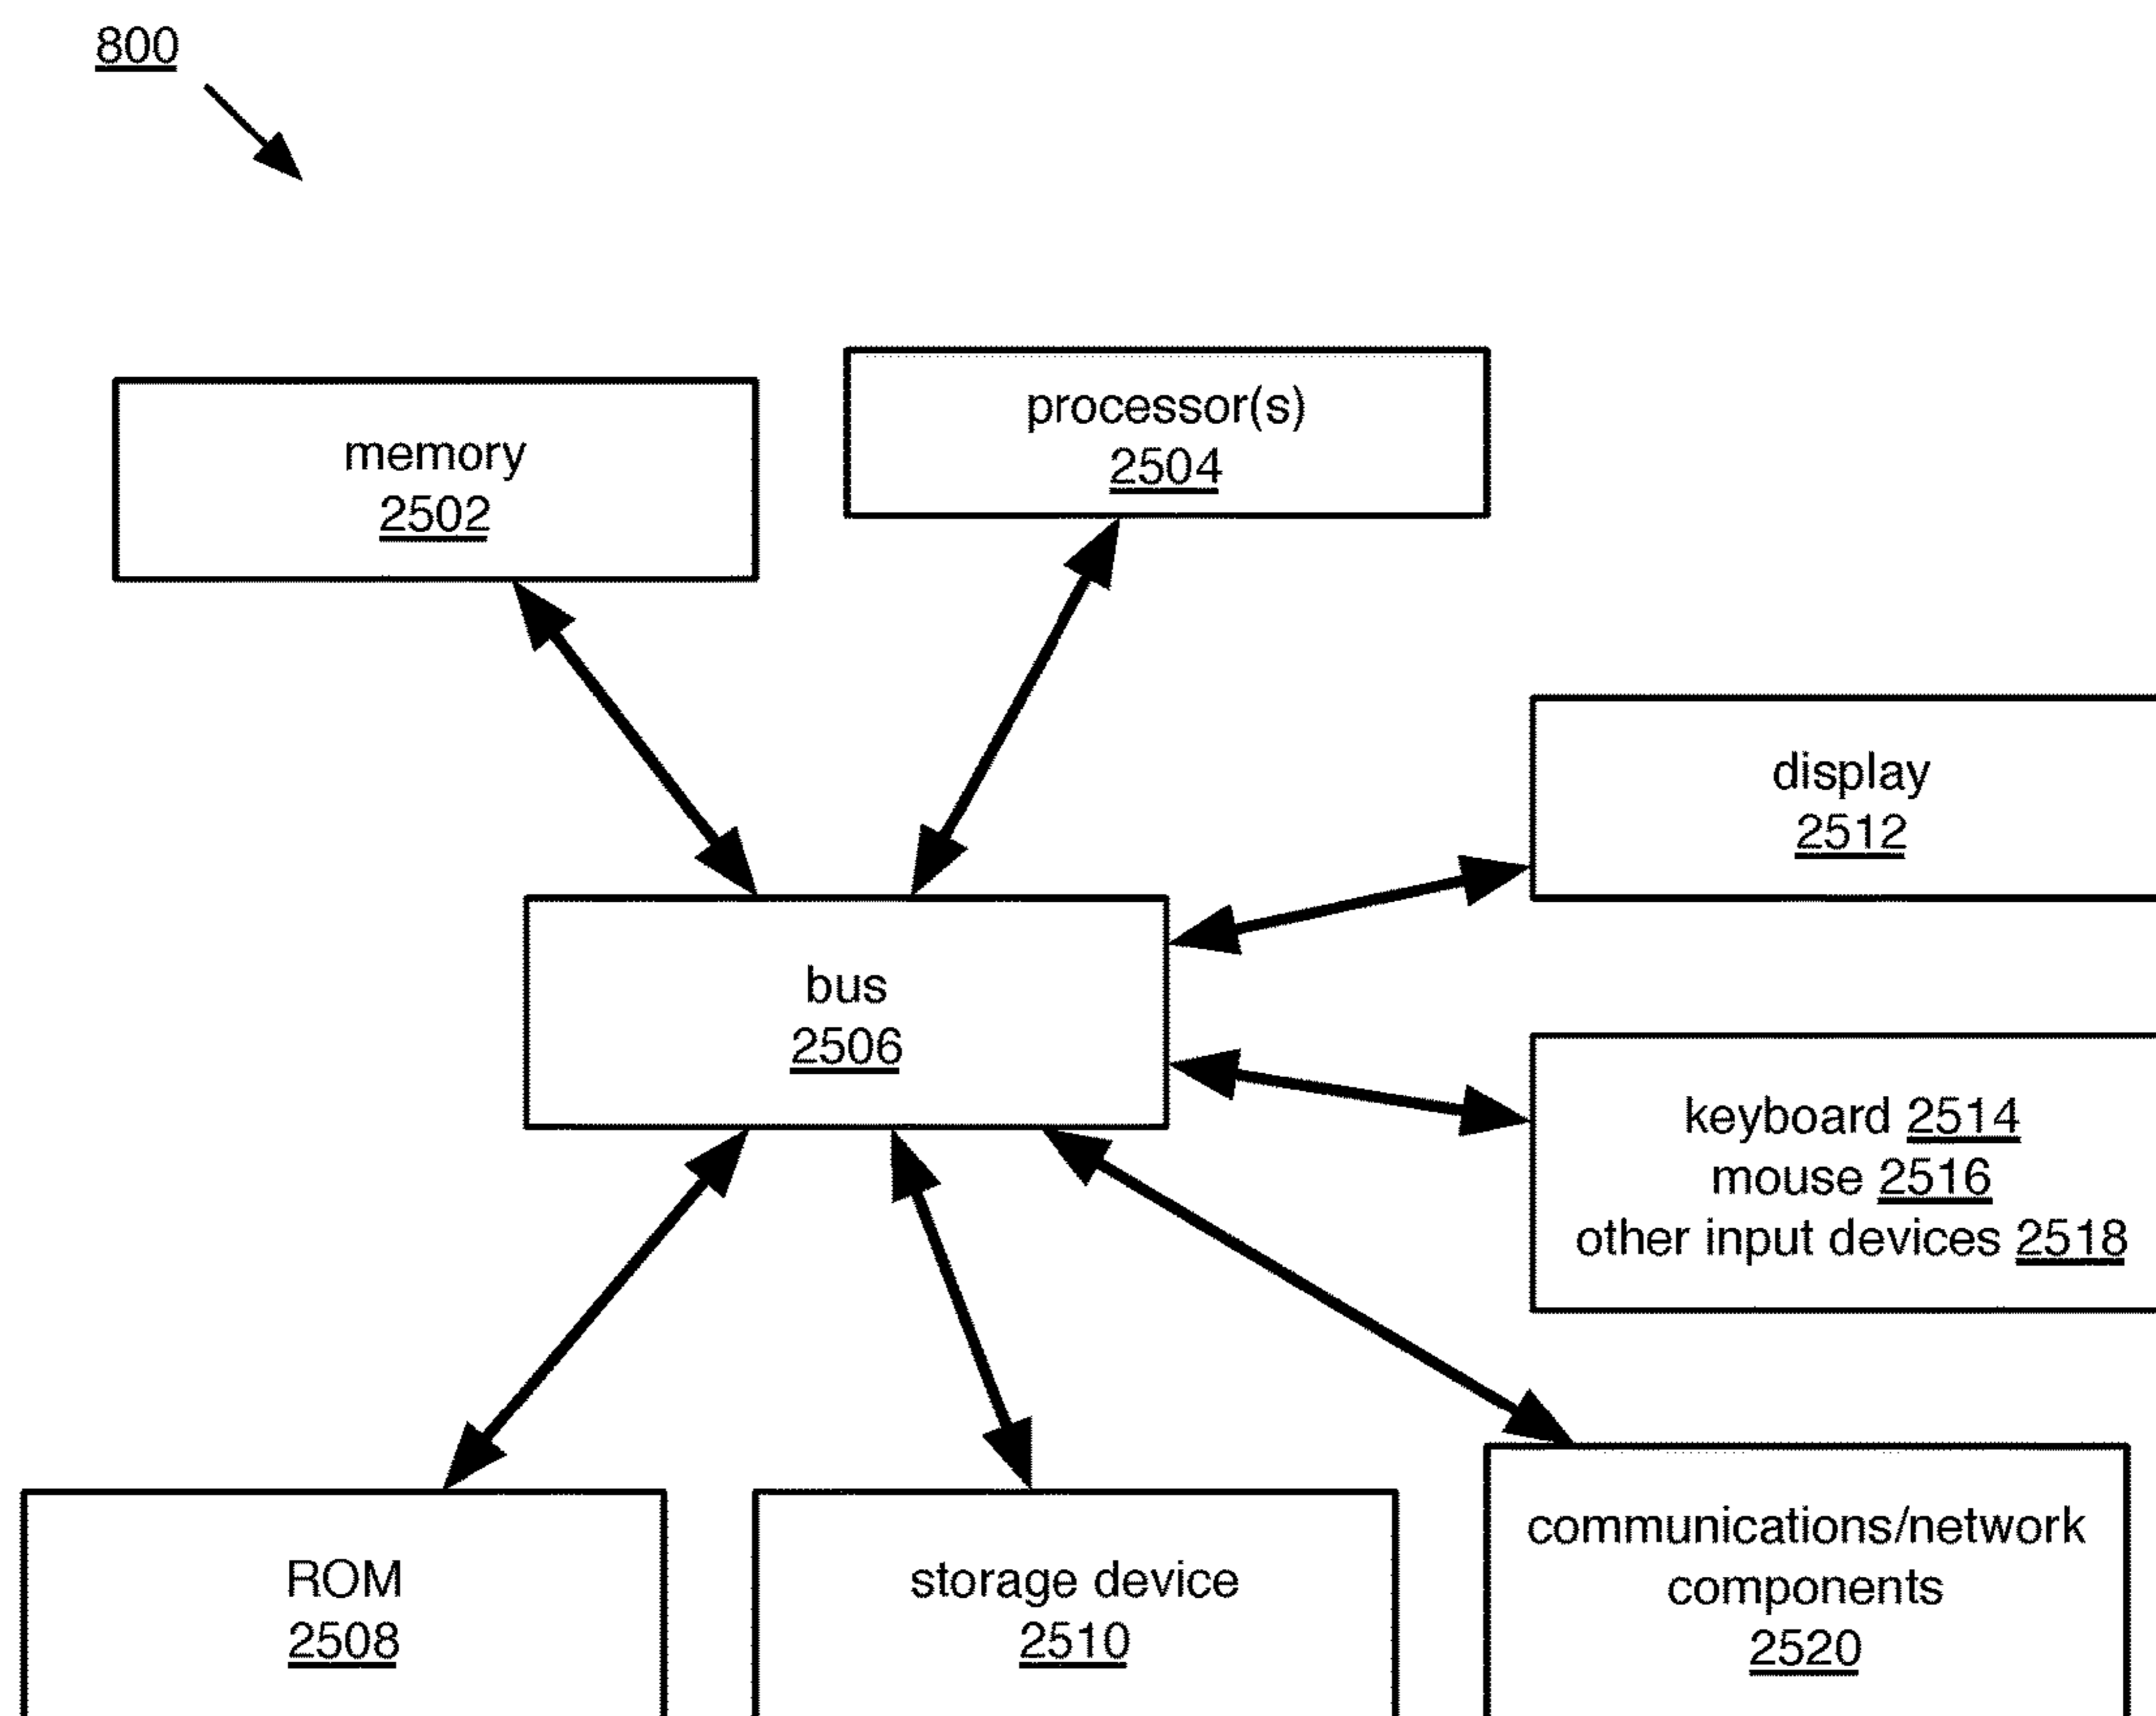 800
memory
2502
processor(s)
2504
display
2512
bus
2506
keyboard 2514
mouse 2516
other input devices 2518
ROM
2508
storage device
2510
communications/network
components
2520